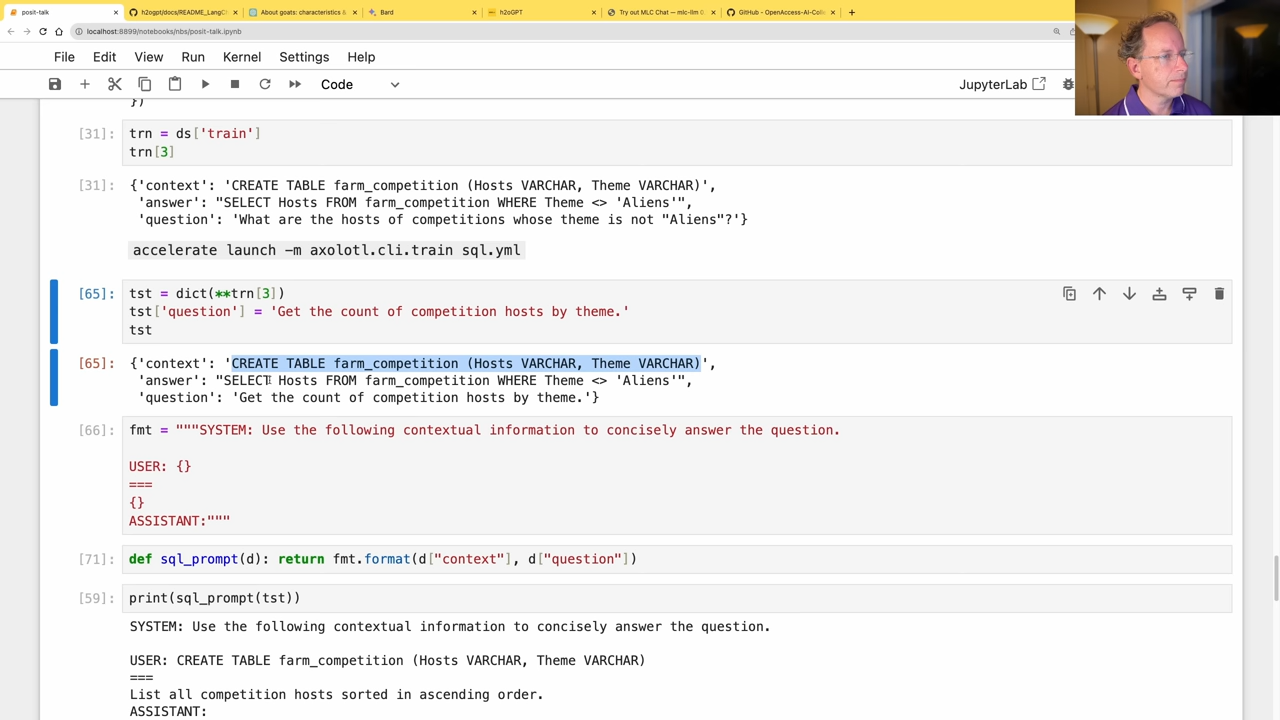 posit-talk
h2ogpt/docs/README_LangCh
About goats: characteristics &
Bard
h2oGPT
Try out MLC Chat — mlc-llm 0
GitHub - OpenAccess-AI-Colle
localhost:8899/notebooks/nbs/posit-talk.ipynb
File Edit View Run Kernel Settings Help
Code
JupyterLab
})
[31]: trn = ds['train']
trn[3]
[31]: {'context': 'CREATE TABLE farm_competition (Hosts VARCHAR, Theme VARCHAR)',
'answer': "SELECT Hosts FROM farm_competition WHERE Theme <> 'Aliens'",
'question': 'What are the hosts of competitions whose theme is not "Aliens"?'}
accelerate launch -m axolotl.cli.train sql.yml
[65]: tst = dict(**trn[3])
tst['question'] = 'Get the count of competition hosts by theme.'
tst
[65]: {'context': 'CREATE TABLE farm_competition (Hosts VARCHAR, Theme VARCHAR)',
'answer': "SELECT Hosts FROM farm_competition WHERE Theme <> 'Aliens'",
'question': 'Get the count of competition hosts by theme.'}
[66]: fmt = """SYSTEM: Use the following contextual information to concisely answer the question.
USER: {}
===
{}
ASSISTANT:"""
[71]: def sql_prompt(d): return fmt.format(d["context"], d["question"])
[59]: print(sql_prompt(tst))
SYSTEM: Use the following contextual information to concisely answer the question.
USER: CREATE TABLE farm_competition (Hosts VARCHAR, Theme VARCHAR)
===
List all competition hosts sorted in ascending order.
ASSISTANT: